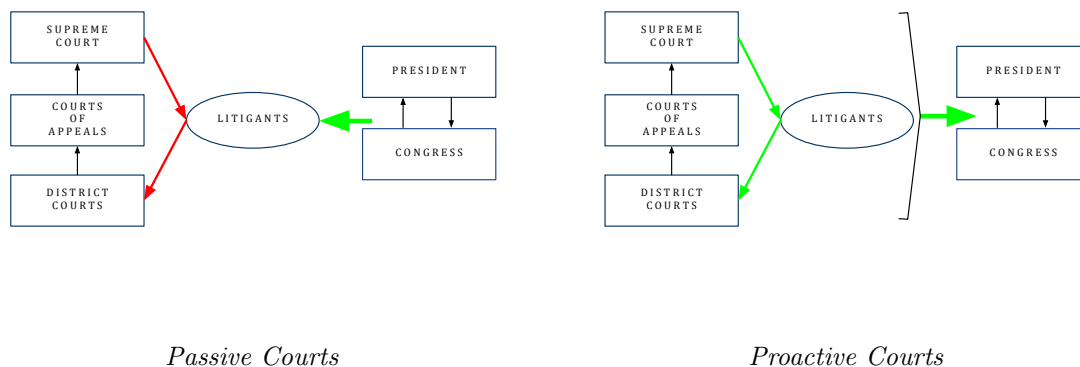 SUPREME
COURT
COURTS
OF
APPEALS
DISTRICT
COURTS
LITIGANTS
PRESIDENT
CONGRESS
Passive Courts
SUPREME
COURT
COURTS
OF
APPEALS
DISTRICT
COURTS
LITIGANTS
PRESIDENT
CONGRESS
Proactive Courts